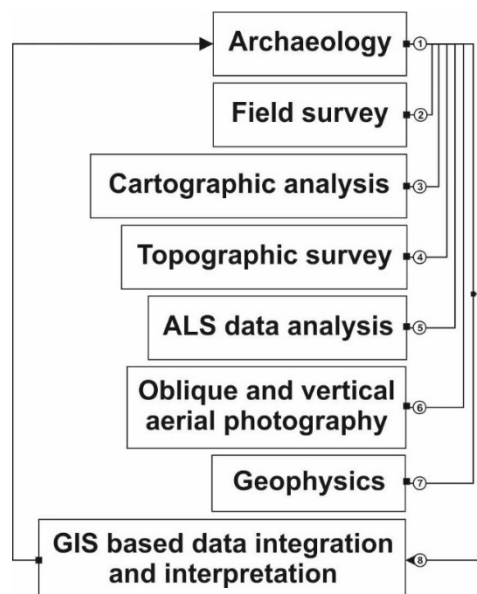 Archaeology 1
Field survey 2
Cartographic analysis 3
Topographic survey 4
ALS data analysis 5
Oblique and vertical
aerial photography 6
Geophysics 7
GIS based data integration
and interpretation 8